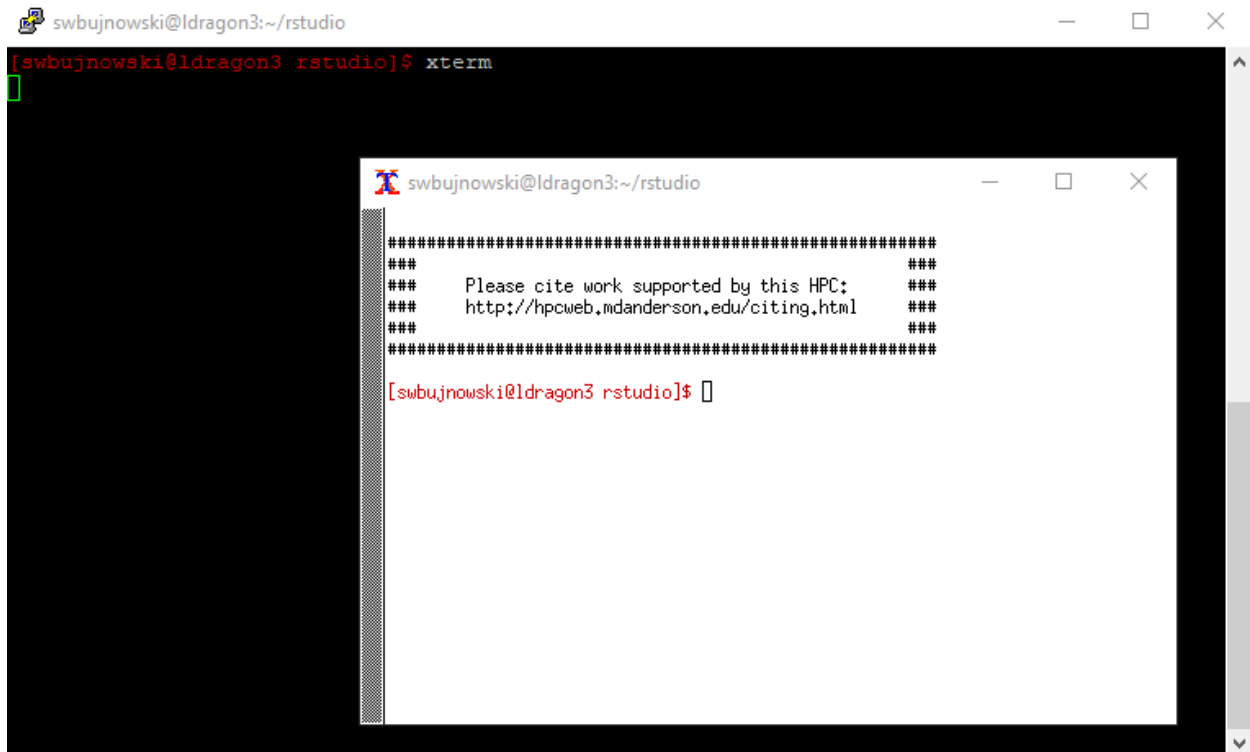 swbujnowski@ldragon3:~/rstudio
[swbujnowski@ldragon3 rstudio]$ xterm
swbujnowski@ldragon3:~/rstudio
########################################################
###                                                  ###
###     Please cite work supported by this HPC:      ###
###     http://hpcweb.mdanderson.edu/citing.html     ###
###                                                  ###
########################################################
[swbujnowski@ldragon3 rstudio]$